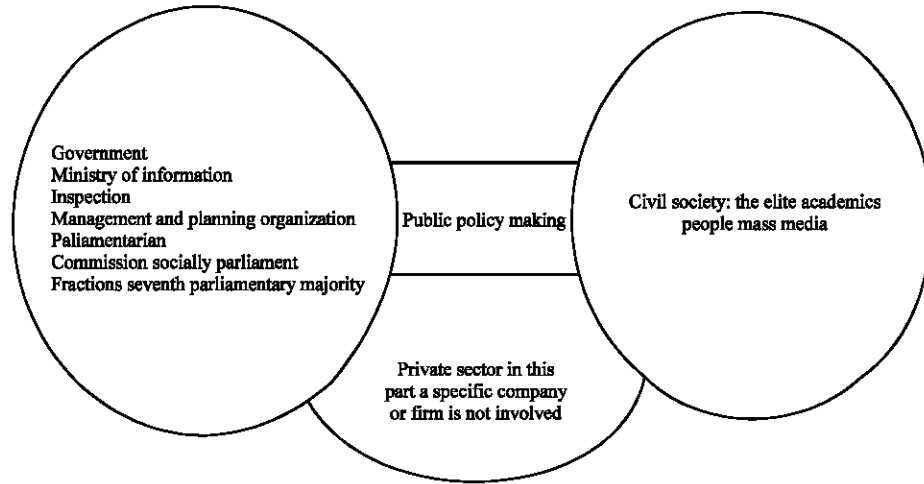 Government
Ministry of information
Inspection
Management and planning organization
Paliamentarian
Commission socially parliament
Fractions seventh parliamentary majority
Public policy making
Civil society: the elite academics
people mass media
Private sector in this
part a specific company
or firm is not involved